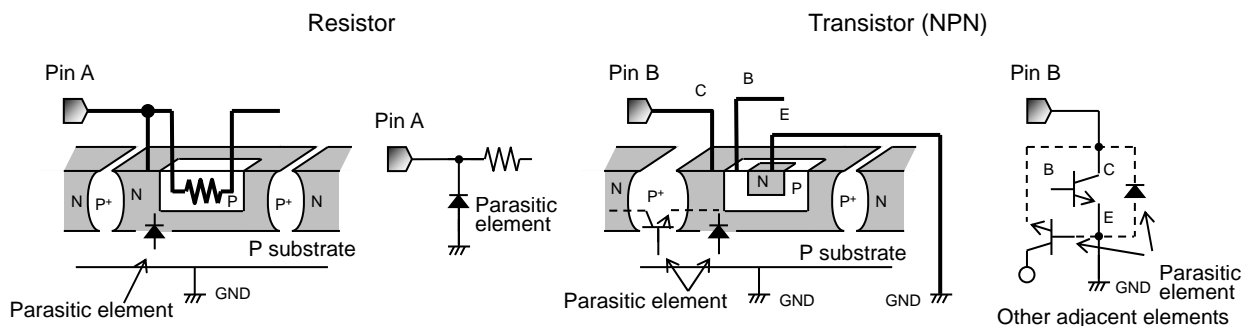 Resistor
Transistor (NPN)
Pin A
Pin B
Pin B
C
B
E
Pin A
N
P+
N
P
P+
N
N
P+
N
P
P+
N
B
C
E
Parasitic
element
P substrate
P substrate
GND
GND
GND
GND
Parasitic element
Parasitic element
Parasitic
element
Other adjacent elements